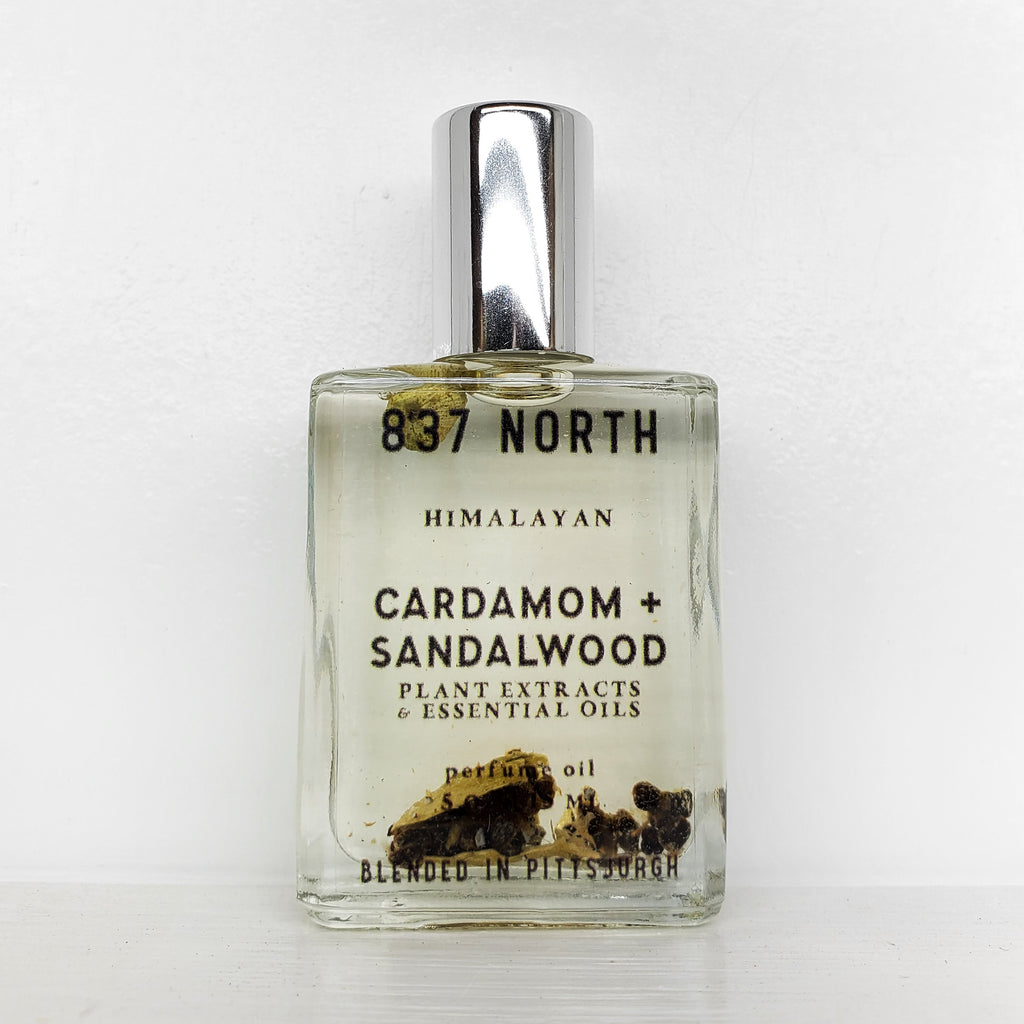 837 NORTH
HIMALAYAN
CARDAMOM +
SANDALWOOD
PLANT EXTRACTS
& ESSENTIAL OILS
perfume oil
BLENDED IN PITTSBURGH